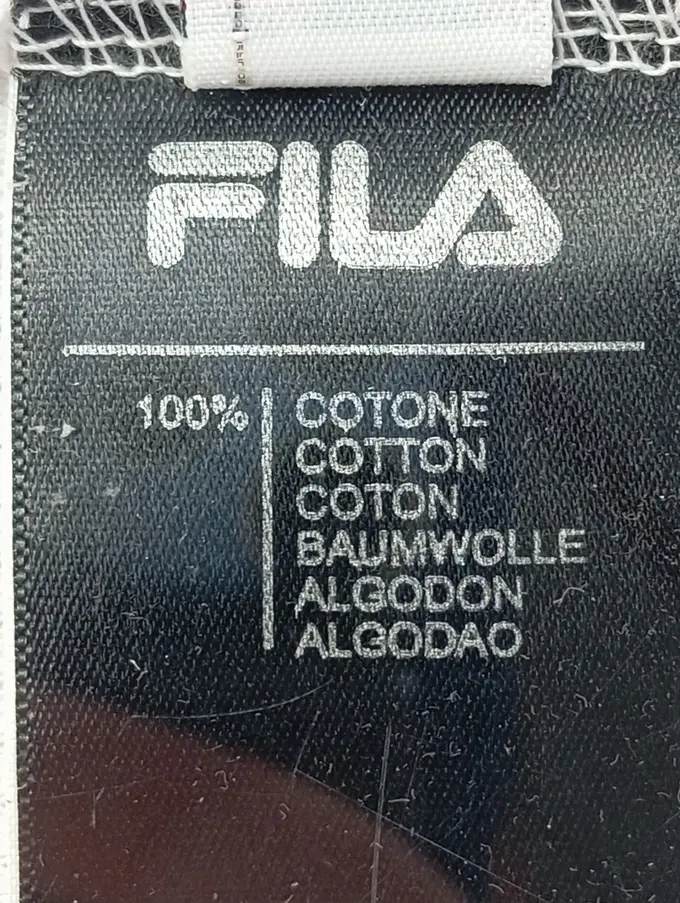 FILA
100% COTONE
COTTON
COTON
BAUMWOLLE
ALGODON
ALGODAO